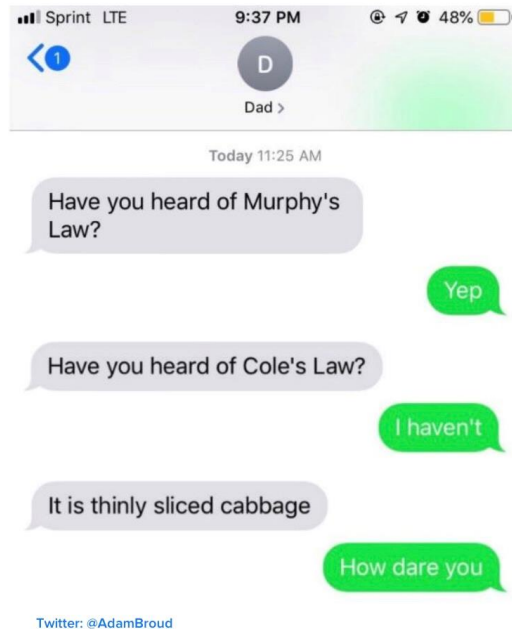 Sprint LTE 9:37 PM 48%
1
D
Dad >
Today 11:25 AM
Have you heard of Murphy's
Law?
Yep
Have you heard of Cole's Law?
I haven't
It is thinly sliced cabbage
How dare you
Twitter: @AdamBroud